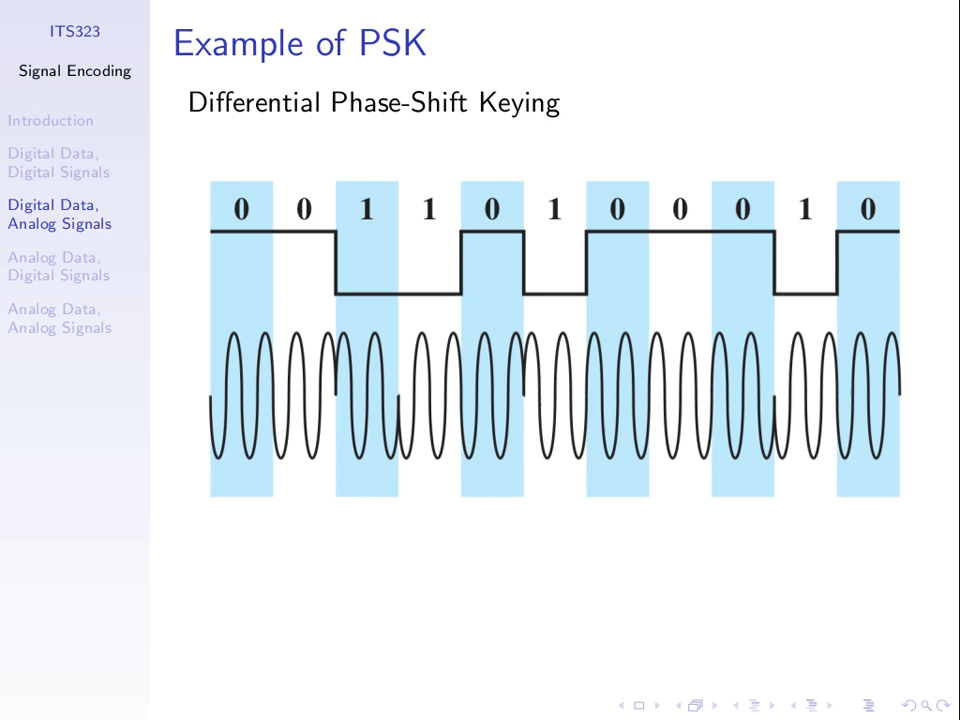 ITS323
Signal Encoding
Introduction
Digital Data,
Digital Signals
Digital Data,
Analog Signals
Analog Data,
Digital Signals
Analog Data,
Analog Signals
Example of PSK
Differential Phase-Shift Keying
0 0 1 1 0 1 0 0 0 1 0